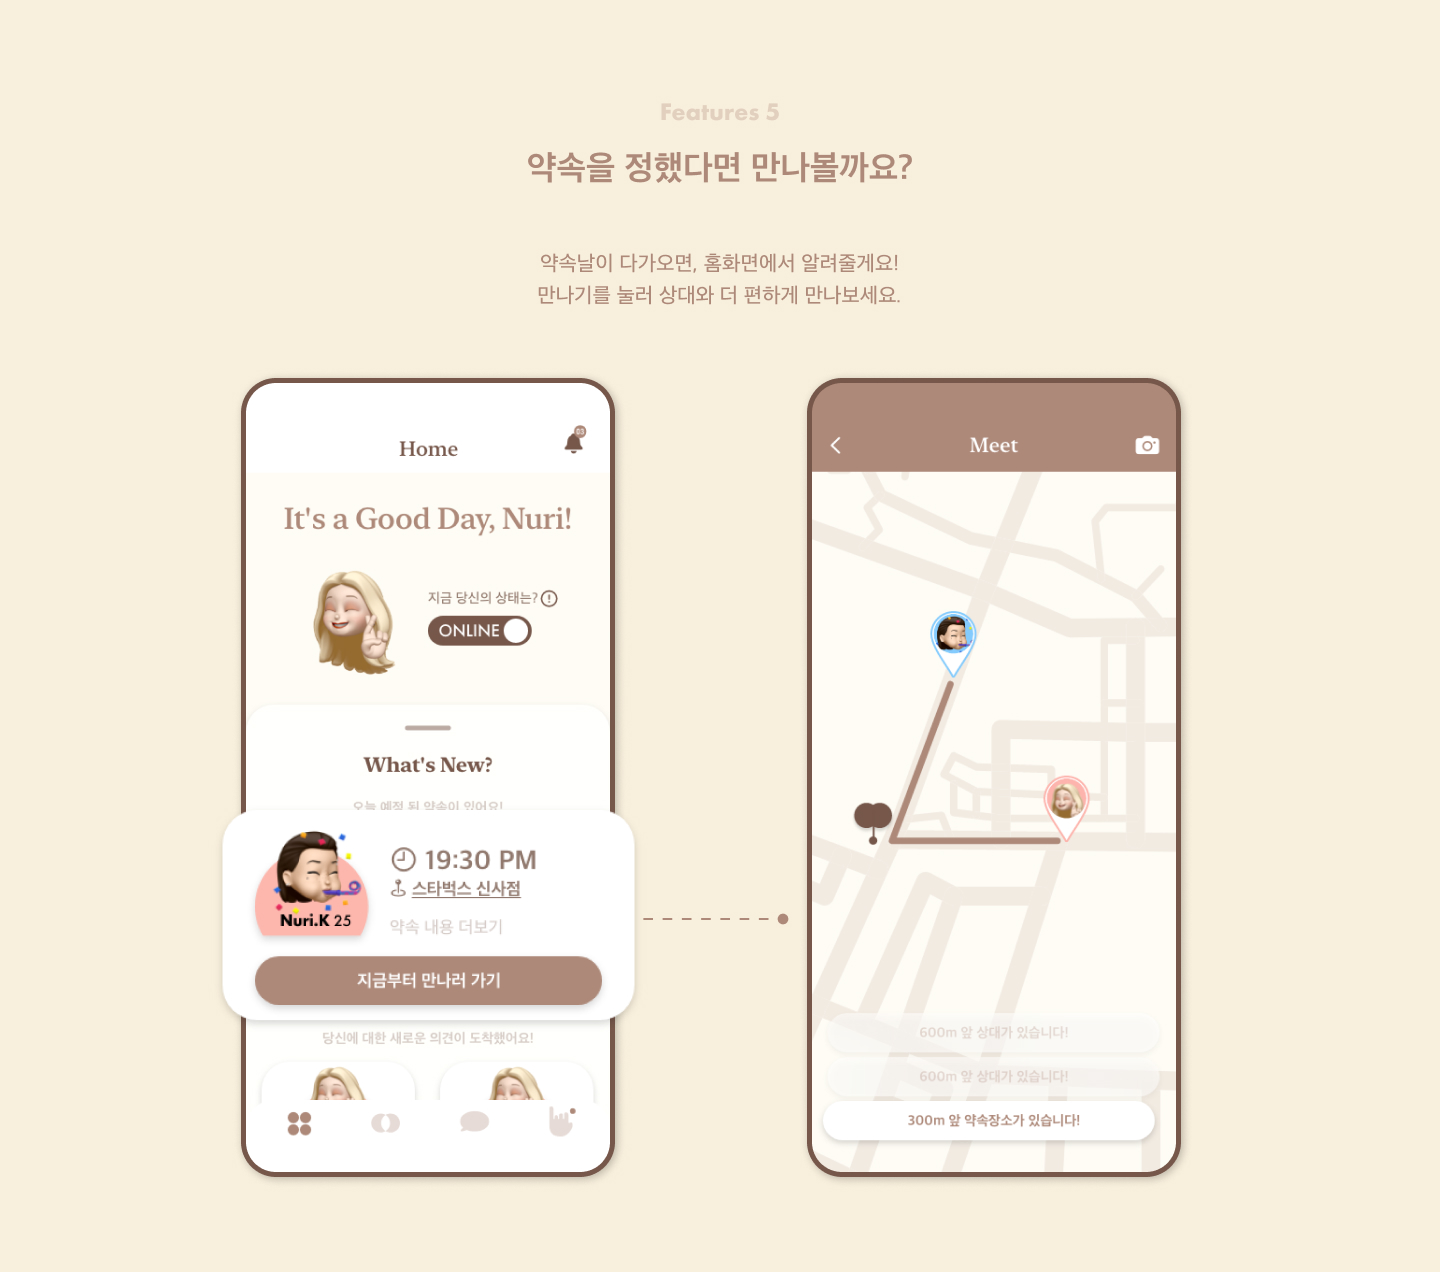 Features 5
약속을 정했다면 만나볼까요?
약속날이 다가오면, 홈화면에서 알려줄게요!
만나기를 눌러 상대와 더 편하게 만나보세요.
Home
03
It's a Good Day, Nuri!
지금 당신의 상태는?
ONLINE
What's New?
오늘 예정 된 약속이 있어요!
19:30 PM
스타벅스 신사점
Nuri.K 25
약속 내용 더보기
지금부터 만나러 가기
당신에 대한 새로운 의견이 도착했어요!
Meet
600m 앞 상대가 있습니다!
600m 앞 상대가 있습니다!
300m 앞 약속장소가 있습니다!